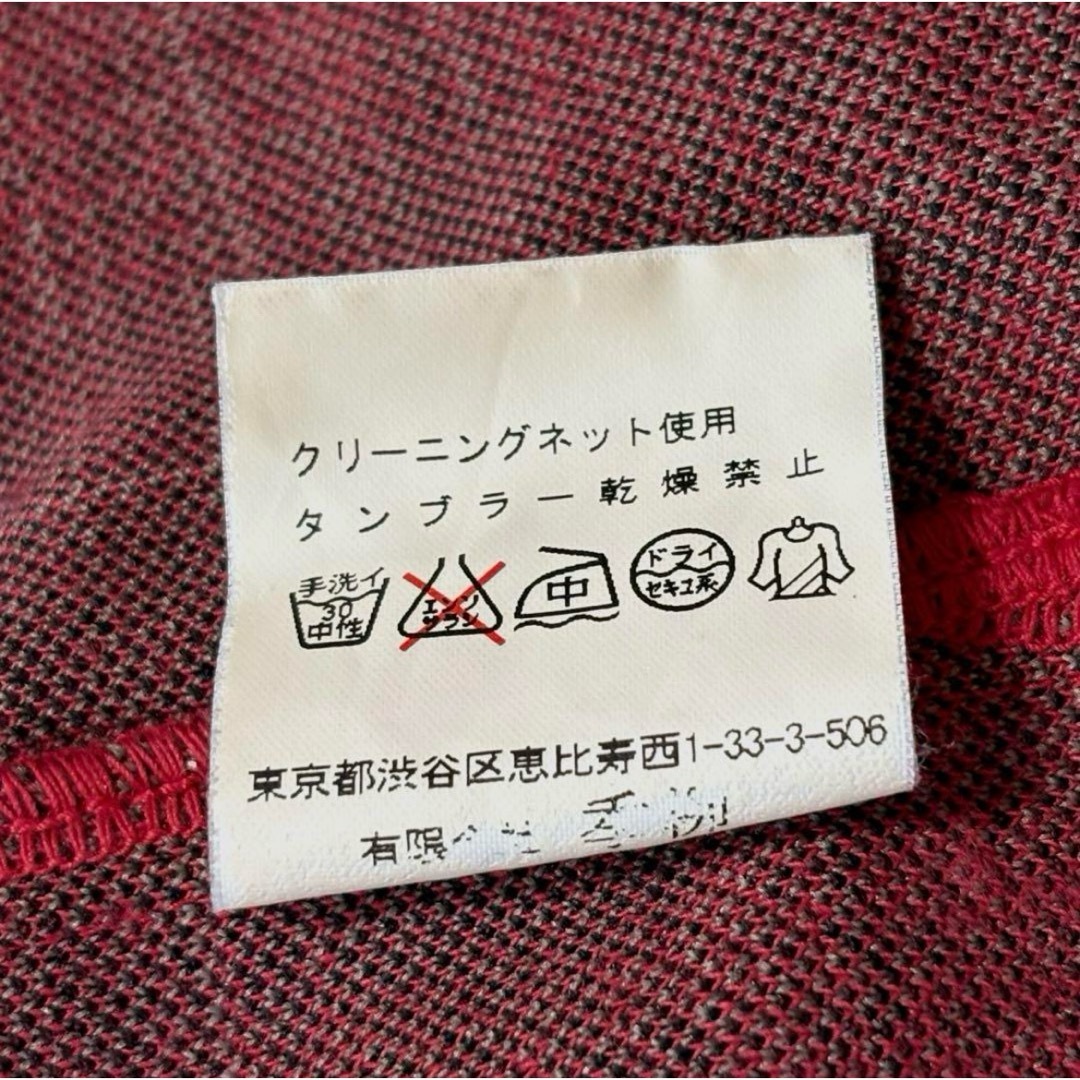 クリーニングネット使用
タンブラー乾燥禁止
手洗イ
30
中性
エンソ
サラシ
中
ドライ
セキユ系
東京都渋谷区恵比寿西1-33-3-506
有限